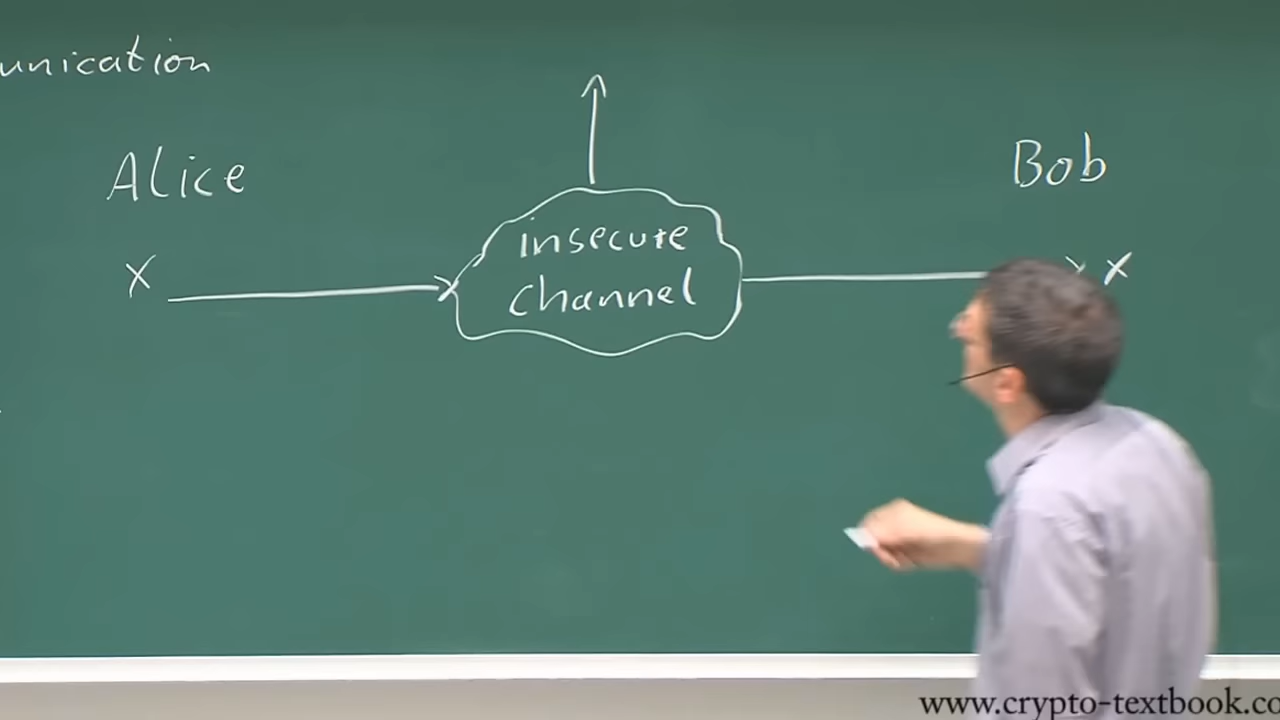 unication
Alice
Bob
insecure
channel
X
X
www.crypto-textbook.co